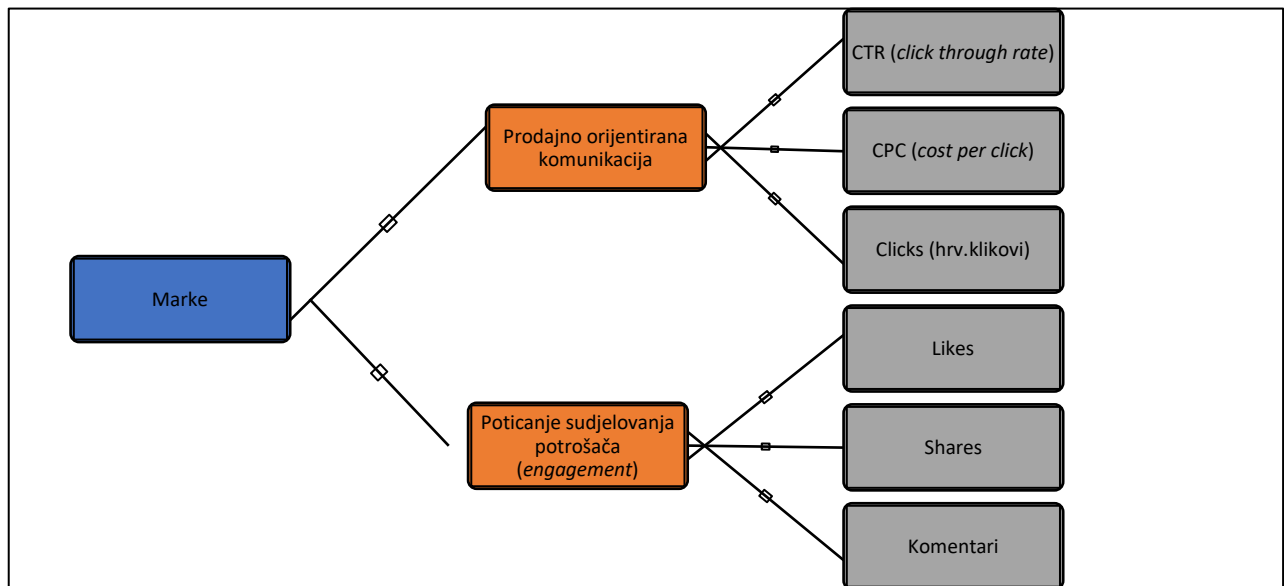 Marke
Prodajno orijentirana
komunikacija
CTR (click through rate)
CPC (cost per click)
Clicks (hrv.klikovi)
Poticanje sudjelovanja
potrošača
(engagement)
Likes
Shares
Komentari